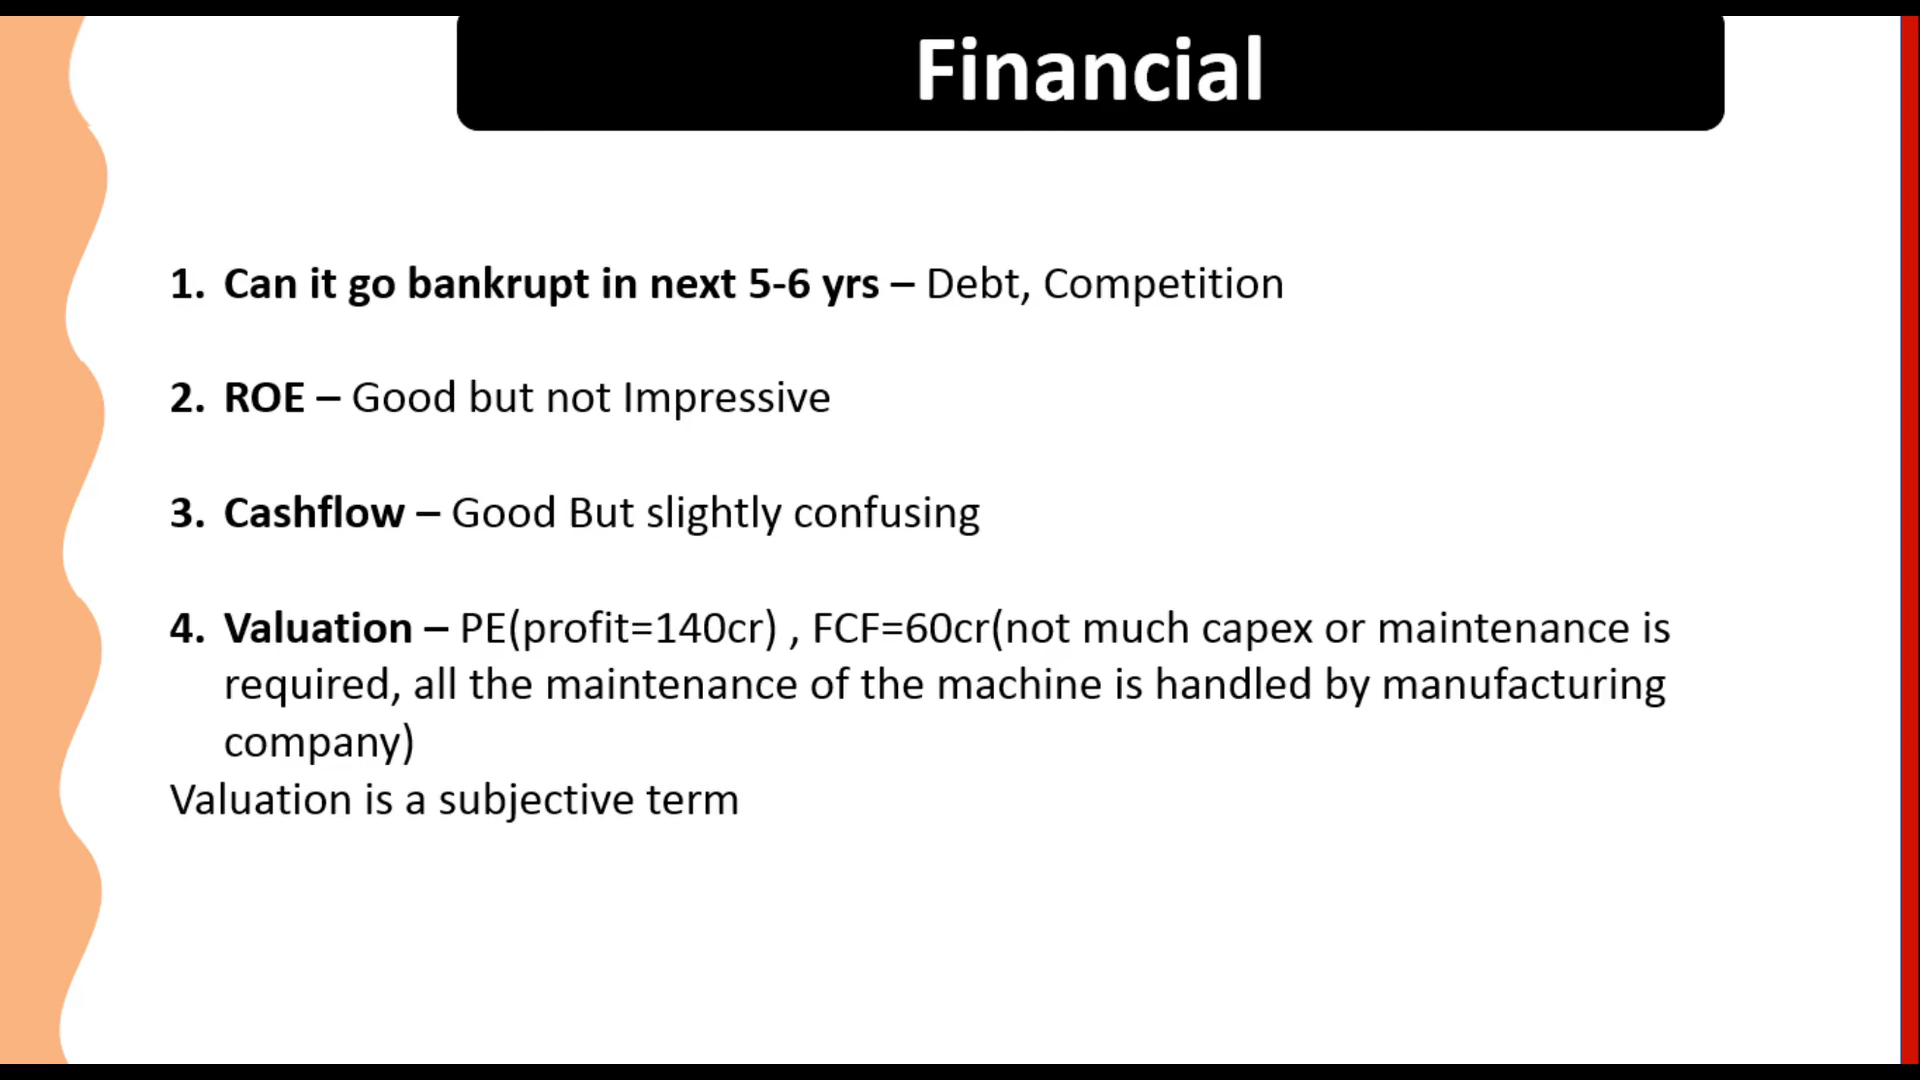 Financial
1. Can it go bankrupt in next 5-6 yrs – Debt, Competition
2. ROE – Good but not Impressive
3. Cashflow – Good But slightly confusing
4. Valuation – PE(profit=140cr) , FCF=60cr(not much capex or maintenance is
required, all the maintenance of the machine is handled by manufacturing
company)
Valuation is a subjective term